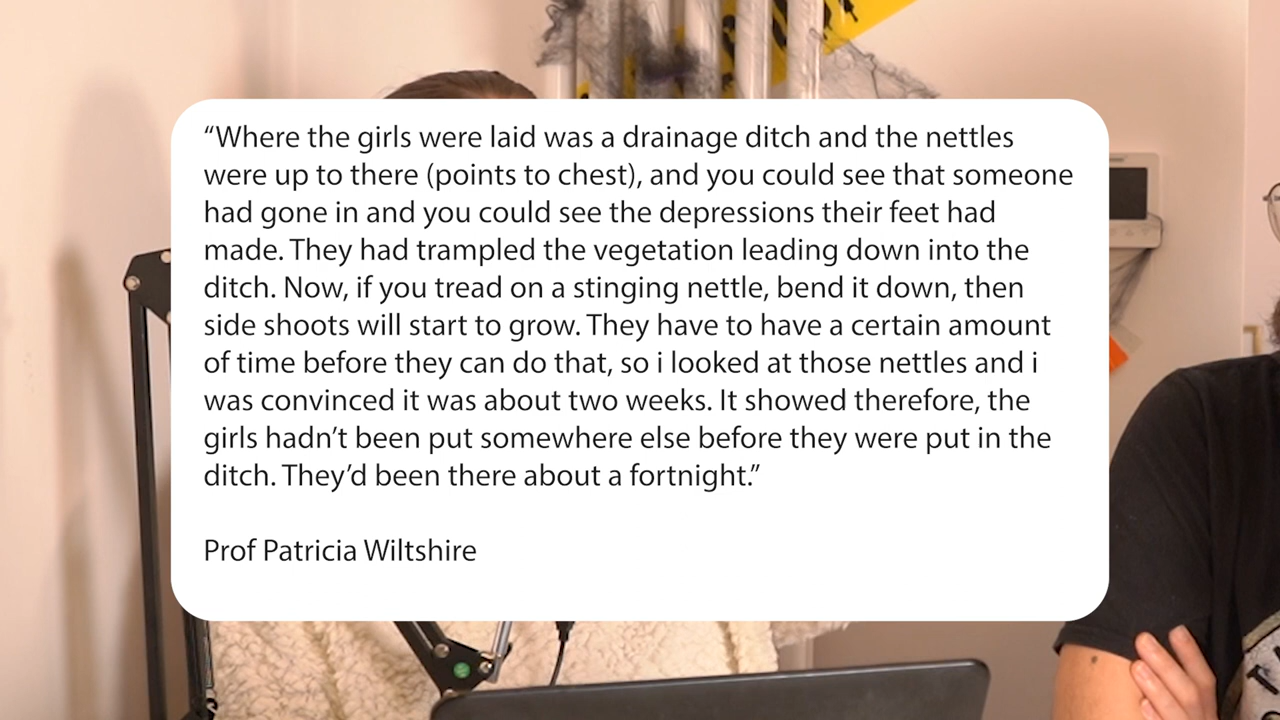 “Where the girls were laid was a drainage ditch and the nettles
were up to there (points to chest), and you could see that someone
had gone in and you could see the depressions their feet had
made. They had trampled the vegetation leading down into the
ditch. Now, if you tread on a stinging nettle, bend it down, then
side shoots will start to grow. They have to have a certain amount
of time before they can do that, so i looked at those nettles and i
was convinced it was about two weeks. It showed therefore, the
girls hadn’t been put somewhere else before they were put in the
ditch. They’d been there about a fortnight.”
Prof Patricia Wiltshire